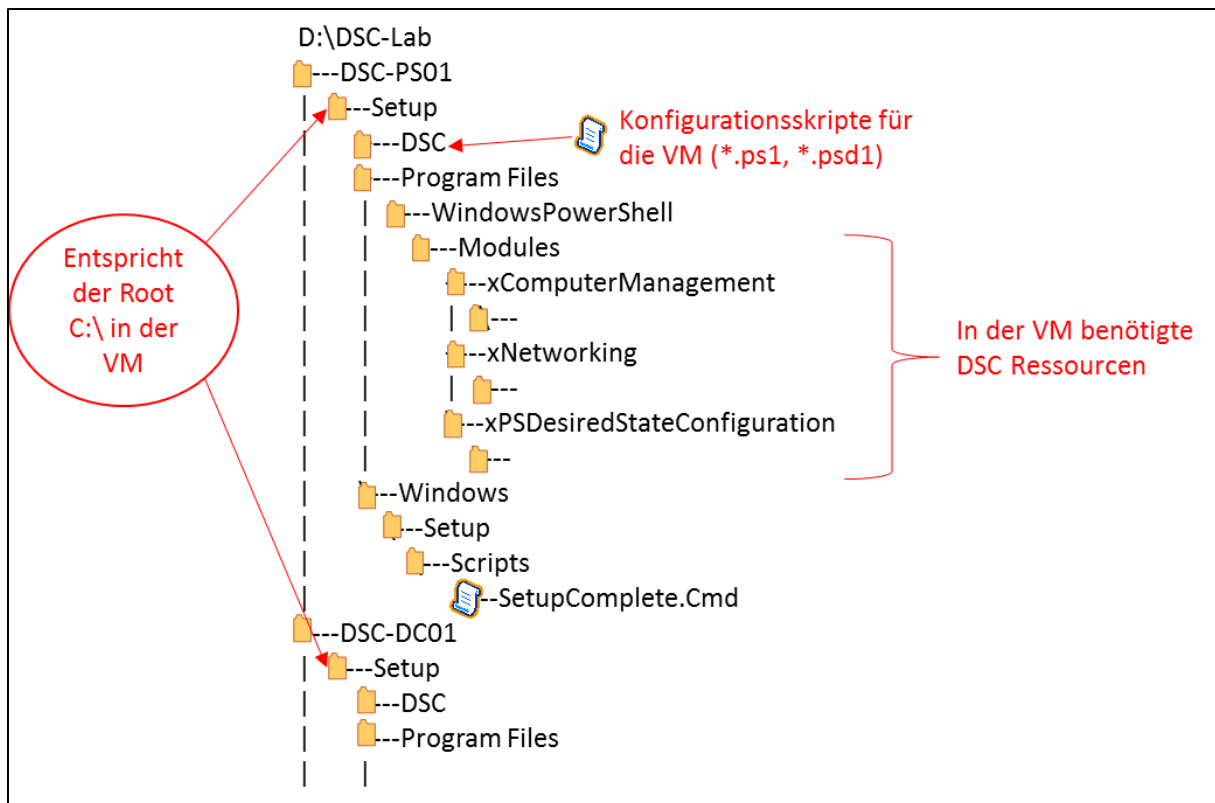 D:\DSC-Lab
---DSC-PS01
---Setup
---DSC
Konfigurationsskripte für
die VM (*.ps1, *.psd1)
---Program Files
---WindowsPowerShell
---Modules
---xComputerManagement
\---
---xNetworking
---
---xPSDesiredStateConfiguration
---
In der VM benötigte
DSC Ressourcen
Entspricht
der Root
C:\ in der
VM
---Windows
---Setup
---Scripts
--SetupComplete.Cmd
---DSC-DC01
---Setup
---DSC
---Program Files